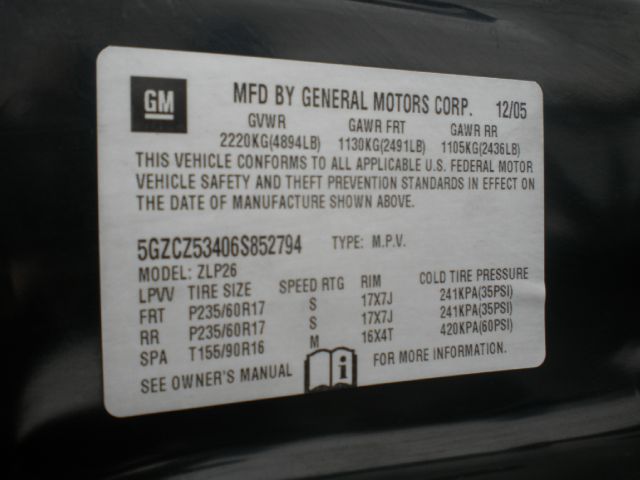 GM MFD BY GENERAL MOTORS CORP. 12/05
GVWR GAWR FRT GAWR RR
2220KG(4894LB) 1130KG(2491LB) 1105KG(2436LB)
THIS VEHICLE CONFORMS TO ALL APPLICABLE U.S. FEDERAL MOTOR
VEHICLE SAFETY AND THEFT PREVENTION STANDARDS IN EFFECT ON
THE DATE OF MANUFACTURE SHOWN ABOVE.
5GZCZ53406S852794 TYPE: M.P.V.
MODEL: ZLP26
LPVV TIRE SIZE SPEED RTG RIM COLD TIRE PRESSURE
FRT P235/60R17 S 17X7J 241KPA(35PSI)
RR P235/60R17 S 17X7J 241KPA(35PSI)
SPA T155/90R16 M 16X4T 420KPA(60PSI)
SEE OWNER'S MANUAL i FOR MORE INFORMATION.